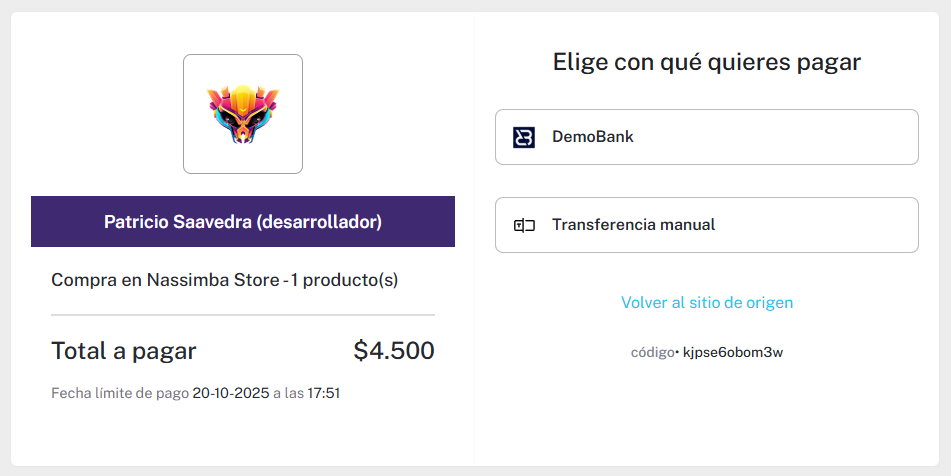 Patricio Saavedra (desarrollador)
Compra en Nassimba Store - 1 producto(s)
Total a pagar $4.500
Fecha límite de pago 20-10-2025 a las 17:51
Elige con qué quieres pagar
DemoBank
Transferencia manual
Volver al sitio de origen
código• kjpse6obom3w